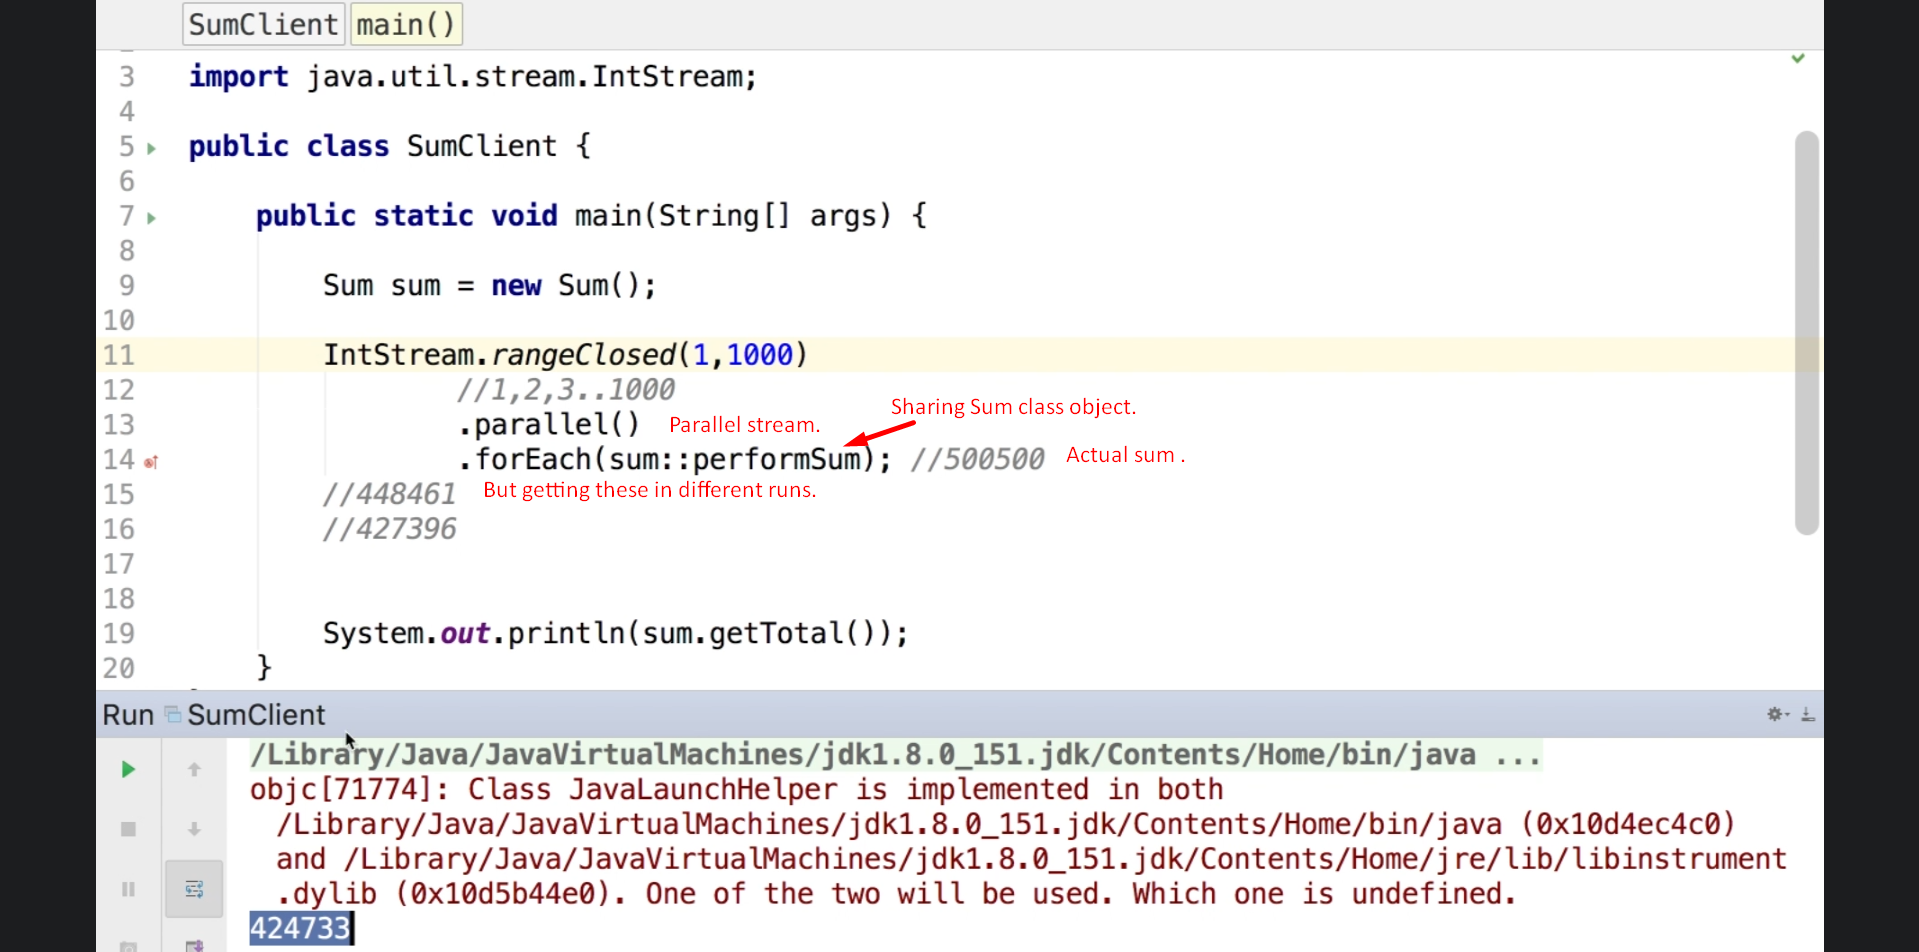 SumClient main()
3 import java.util.stream.IntStream;
4
5 public class SumClient {
6
7 public static void main(String[] args) {
8
9 Sum sum = new Sum();
10
11 IntStream.rangeClosed(1,1000)
12 //1,2,3..1000
Sharing Sum class object.
13 .parallel() Parallel stream.
14 .forEach(sum::performSum); //500500 Actual sum .
15 //448461 But getting these in different runs.
16 //427396
17
18
19 System.out.println(sum.getTotal());
20 }
Run SumClient
/Library/Java/JavaVirtualMachines/jdk1.8.0_151.jdk/Contents/Home/bin/java ...
objc[71774]: Class JavaLaunchHelper is implemented in both
/Library/Java/JavaVirtualMachines/jdk1.8.0_151.jdk/Contents/Home/bin/java (0x10d4ec4c0)
and /Library/Java/JavaVirtualMachines/jdk1.8.0_151.jdk/Contents/Home/jre/lib/libinstrument
.dylib (0x10d5b44e0). One of the two will be used. Which one is undefined.
424733